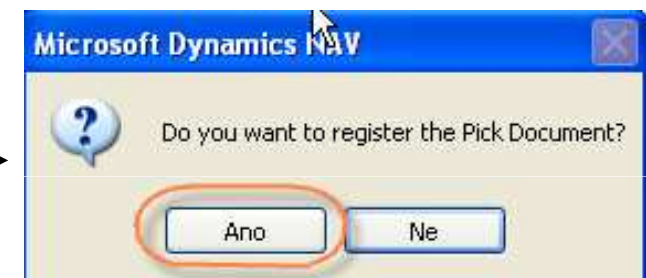 Microsoft Dynamics NAV
Do you want to register the Pick Document?
Ano Ne